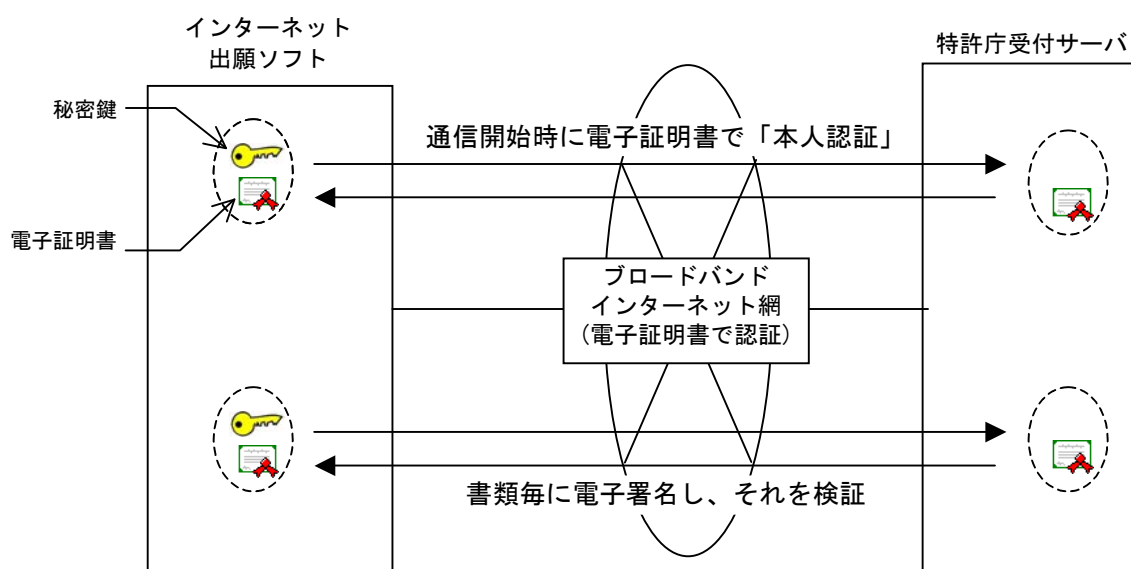 インターネット
出願ソフト
特許庁受付サーバ
秘密鍵
通信開始時に電子証明書で「本人認証」
電子証明書
ブロードバンド
インターネット網
(電子証明書で認証)
書類毎に電子署名し、それを検証